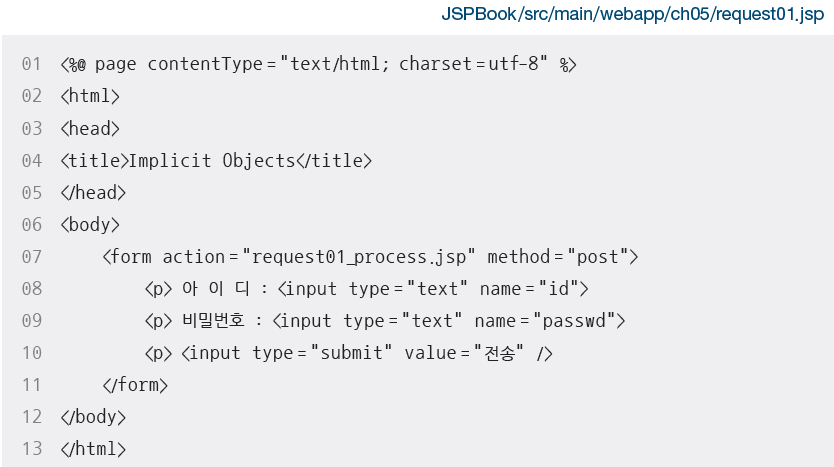 JSPBook/src/main/webapp/ch05/request01.jsp
01 <%@ page contentType="text/html; charset=utf-8" %>
02 <html>
03 <head>
04 <title>Implicit Objects</title>
05 </head>
06 <body>
07 <form action="request01_process.jsp" method="post">
08 <p> 아 이 디 : <input type="text" name="id">
09 <p> 비밀번호 : <input type="text" name="passwd">
10 <p> <input type="submit" value="전송" />
11 </form>
12 </body>
13 </html>